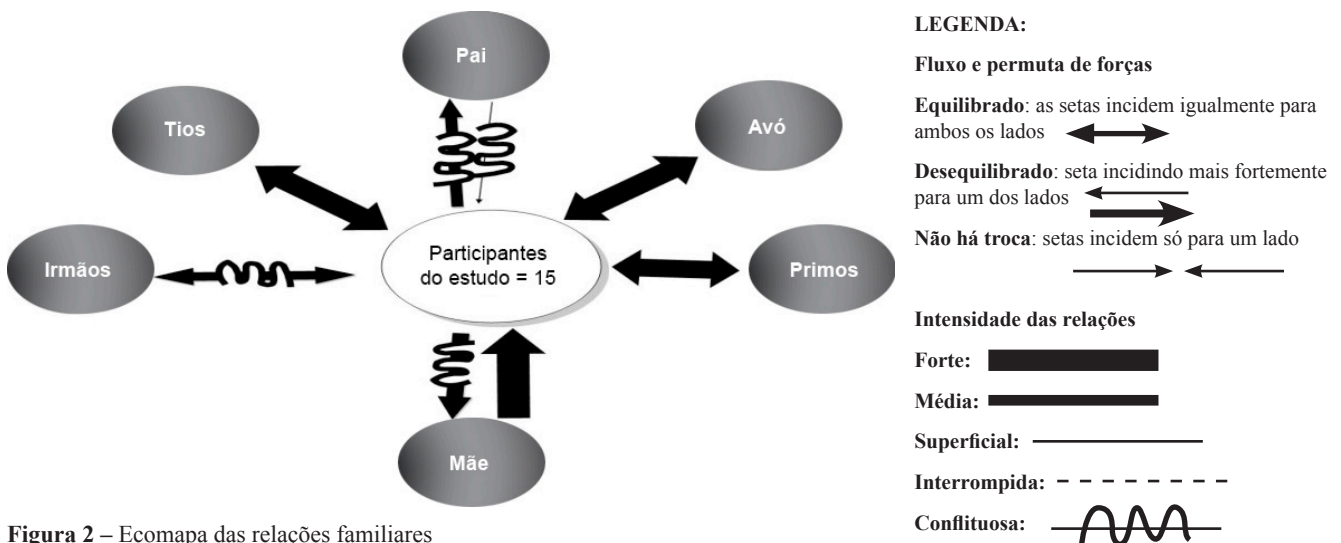 Pai
Tios
Avó
Irmãos
Participantes
do estudo = 15
Primos
Mãe
Figura 2 – Ecomapa das relações familiares
LEGENDA:
Fluxo e permuta de forças
Equilibrado: as setas incidem igualmente para
ambos os lados
Desequilibrado: seta incidindo mais fortemente
para um dos lados
Não há troca: setas incidem só para um lado
Intensidade das relações
Forte:
Média:
Superficial:
Interrompida:
Conflituosa: